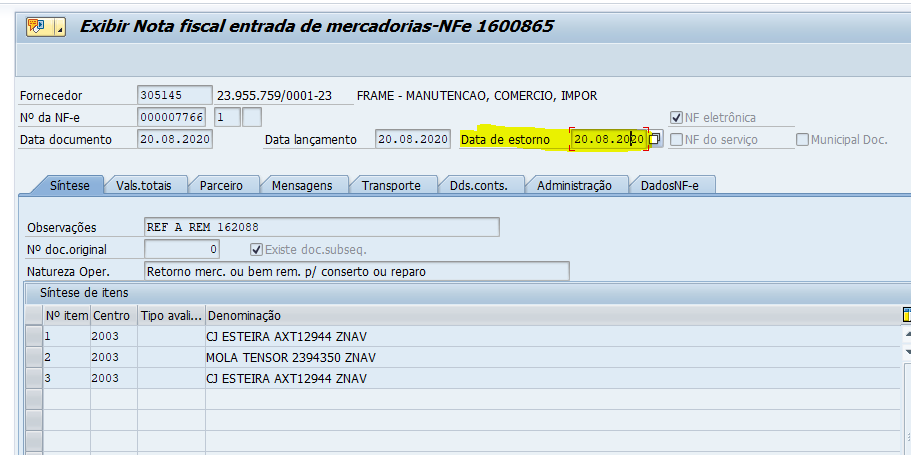 Exibir Nota fiscal entrada de mercadorias-NFe 1600865
Fornecedor 305145 23.955.759/0001-23 FRAME - MANUTENCAO, COMERCIO, IMPOR
Nº da NF-e 000007766 1 NF eletrônica
Data documento 20.08.2020 Data lançamento 20.08.2020 Data de estorno 20.08.2020 NF do serviço Municipal Doc.
Síntese Vals.totais Parceiro Mensagens Transporte Dds.conts. Administração DadosNF-e
Observações REF A REM 162088
Nº doc.original 0 Existe doc.subseq.
Natureza Oper. Retorno merc. ou bem rem. p/ conserto ou reparo
Síntese de itens
Nº item Centro Tipo avali... Denominação
1 2003 CJ ESTEIRA AXT12944 ZNAV
2 2003 MOLA TENSOR 2394350 ZNAV
3 2003 CJ ESTEIRA AXT12944 ZNAV